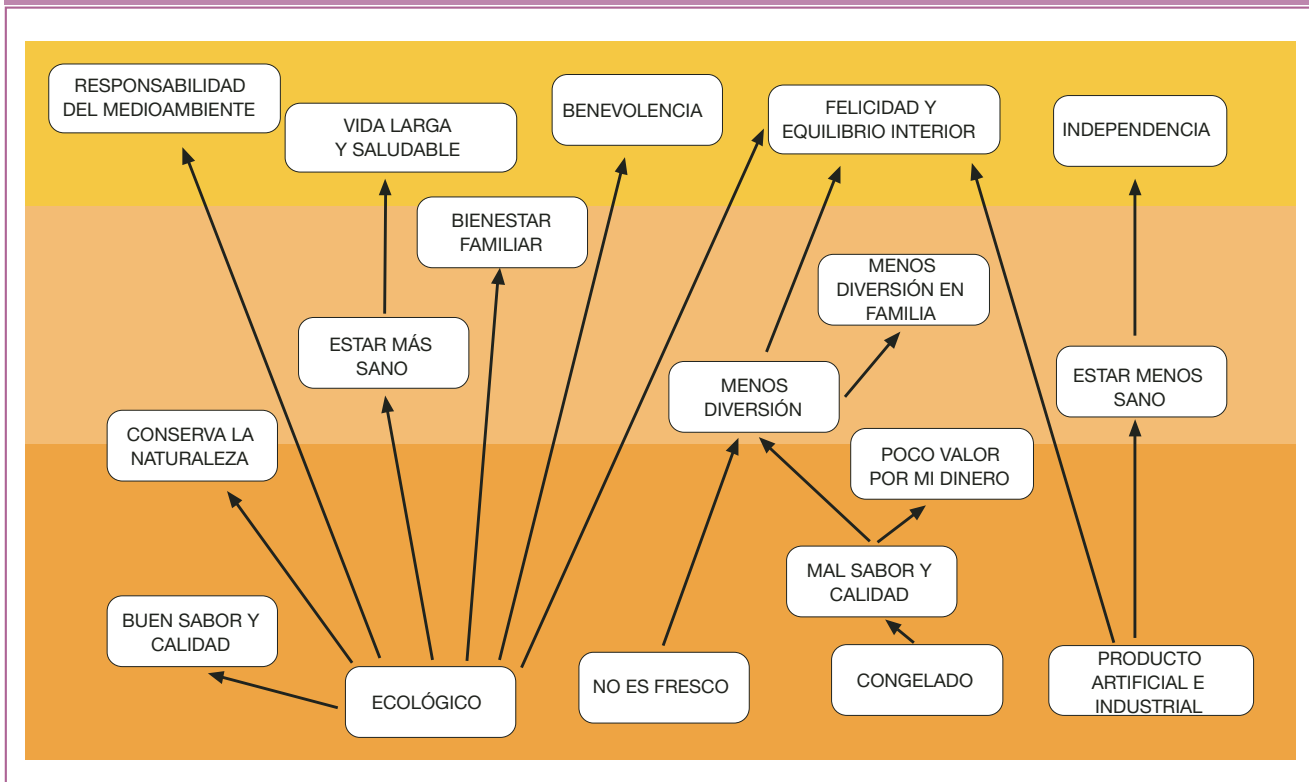 RESPONSABILIDAD
DEL MEDIOAMBIENTE
VIDA LARGA
Y SALUDABLE
BENEVOLENCIA
FELICIDAD Y
EQUILIBRIO INTERIOR
INDEPENDENCIA
BIENESTAR
FAMILIAR
MENOS
DIVERSIÓN EN
FAMILIA
ESTAR MÁS
SANO
MENOS
DIVERSIÓN
ESTAR MENOS
SANO
CONSERVA LA
NATURALEZA
POCO VALOR
POR MI DINERO
MAL SABOR Y
CALIDAD
BUEN SABOR Y
CALIDAD
ECOLÓGICO
NO ES FRESCO
CONGELADO
PRODUCTO
ARTIFICIAL E
INDUSTRIAL